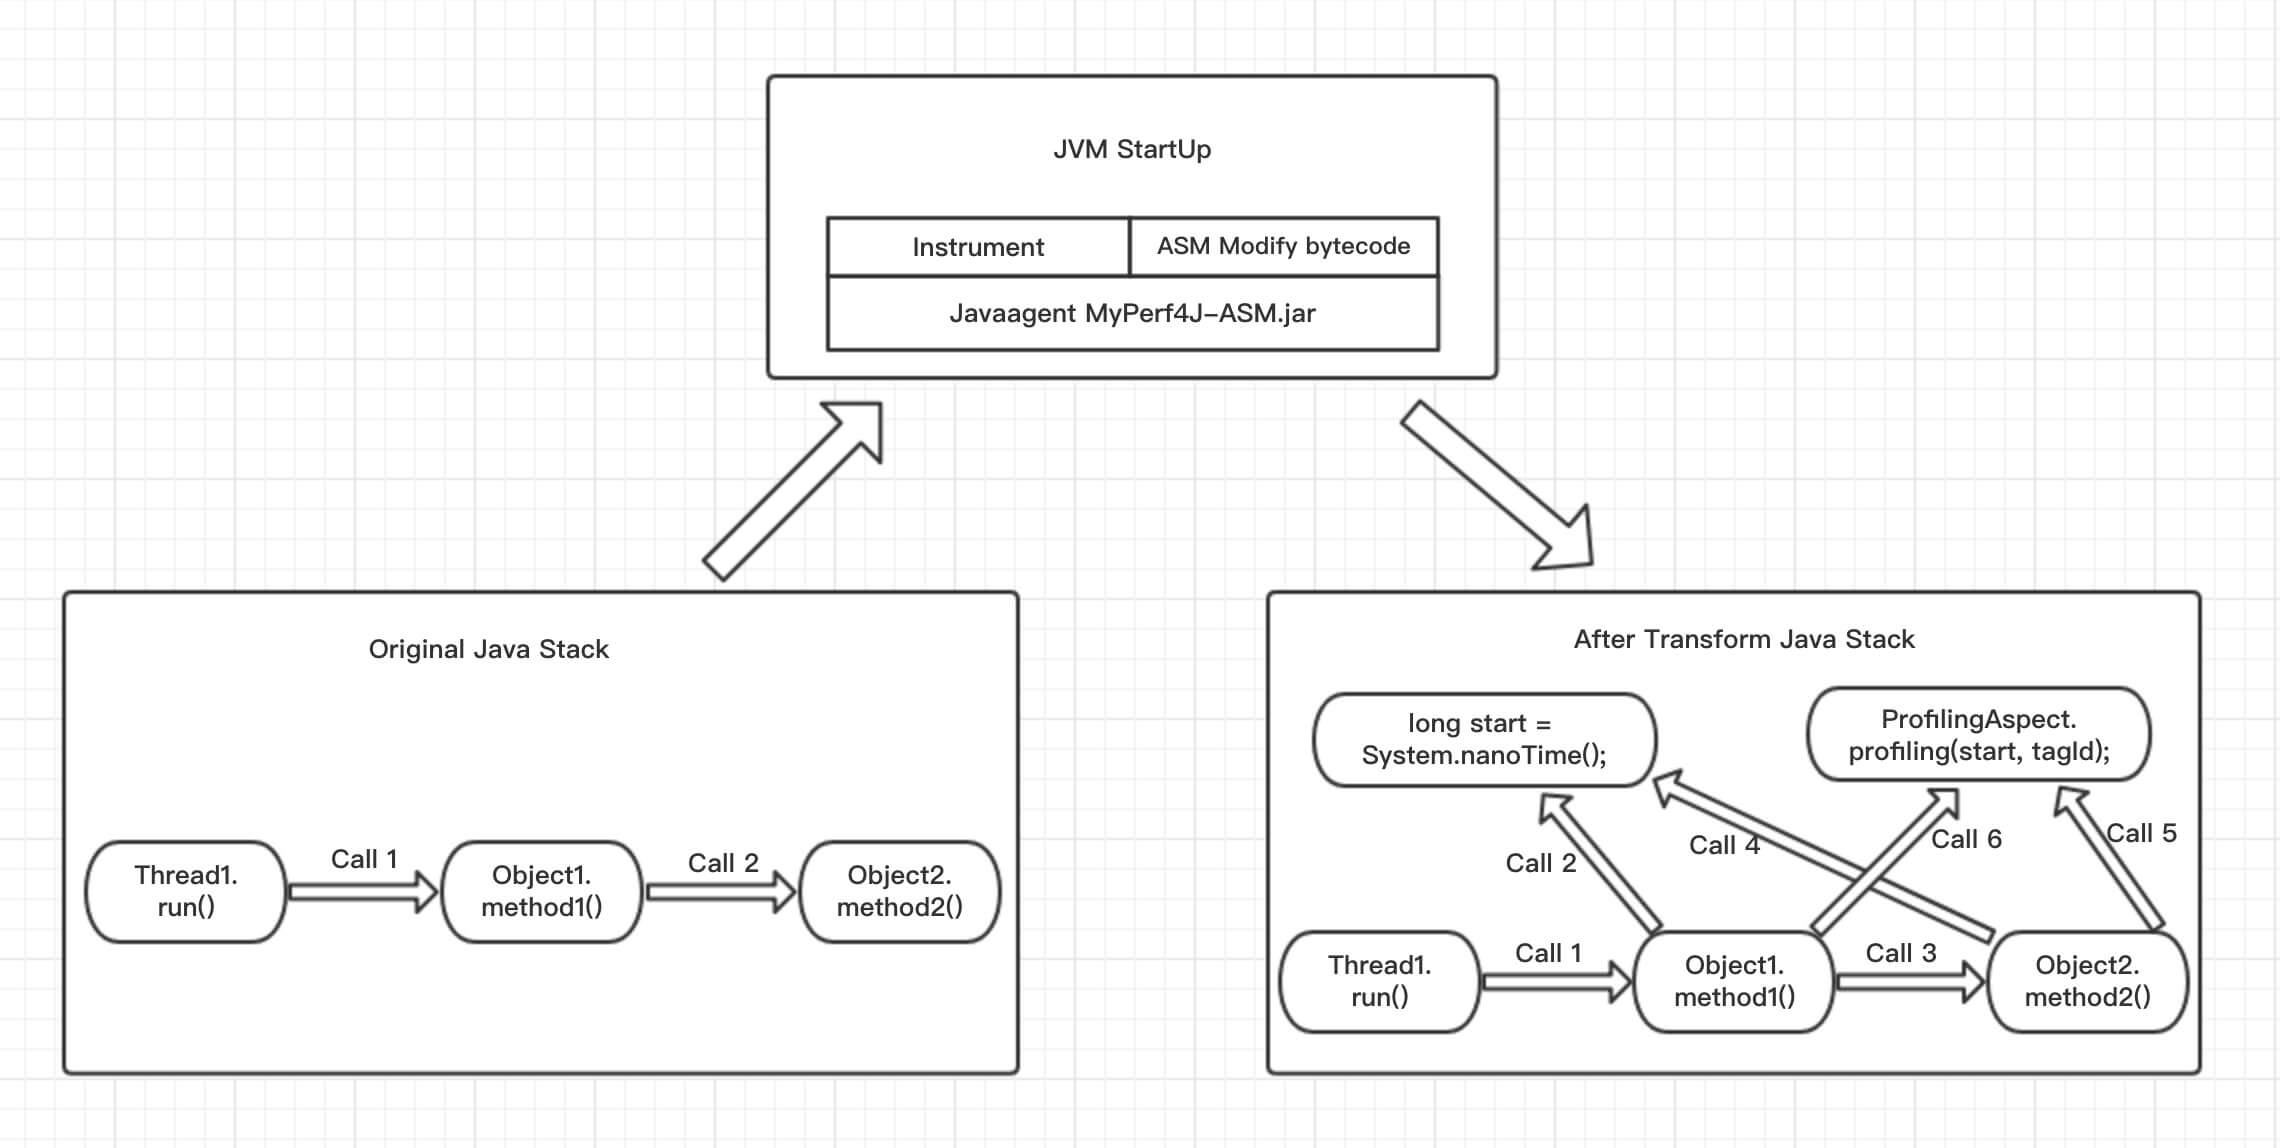 JVM StartUp
Instrument
ASM Modify bytecode
Javaagent MyPerf4J-ASM.jar
Original Java Stack
Thread1.
run()
Call 1
Object1.
method1()
Call 2
Object2.
method2()
After Transform Java Stack
long start =
System.nanoTime();
ProfilingAspect.
profiling(start, tagId);
Call 2
Call 4
Call 6
Call 5
Thread1.
run()
Call 1
Object1.
method1()
Call 3
Object2.
method2()